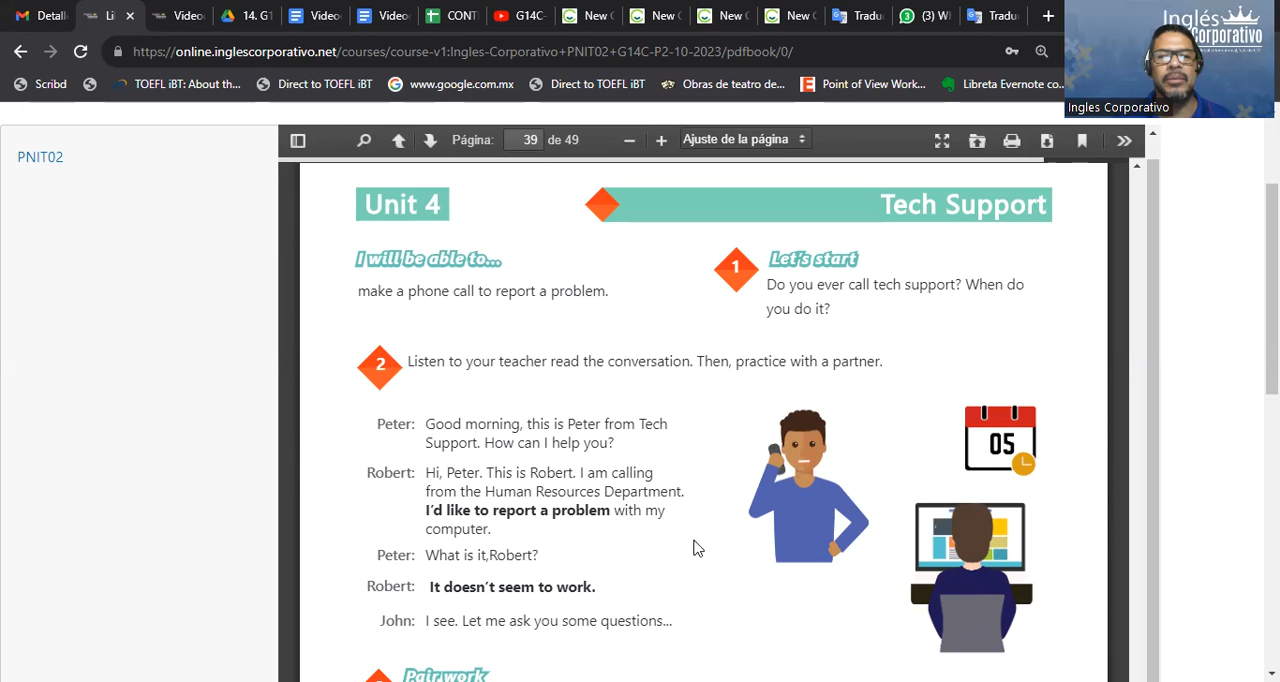 Detall
Li
Video
14. G1
Video
Video
CONT
G14C-
New C
New C
New C
New C
Tradu
(3) W
Tradu
https://online.inglescorporativo.net/courses/course-v1:Ingles-Corporativo+PNIT02+G14C-P2-10-2023/pdfbook/0/
Scribd
TOEFL iBT: About th...
Direct to TOEFL iBT
www.google.com.mx
Direct to TOEFL iBT
Obras de teatro de...
Point of View Work...
Libreta Evernote co...
Inglés
Corporativo
Ingles Corporativo
PNIT02
Página: 39 de 49
Ajuste de la página
Unit 4
Tech Support
I will be able to...
make a phone call to report a problem.
1 Let's start
Do you ever call tech support? When do
you do it?
2 Listen to your teacher read the conversation. Then, practice with a partner.
Peter: Good morning, this is Peter from Tech
Support. How can I help you?
Robert: Hi, Peter. This is Robert. I am calling
from the Human Resources Department.
I'd like to report a problem with my
computer.
Peter: What is it,Robert?
Robert: It doesn't seem to work.
John: I see. Let me ask you some questions...
05
Pair work